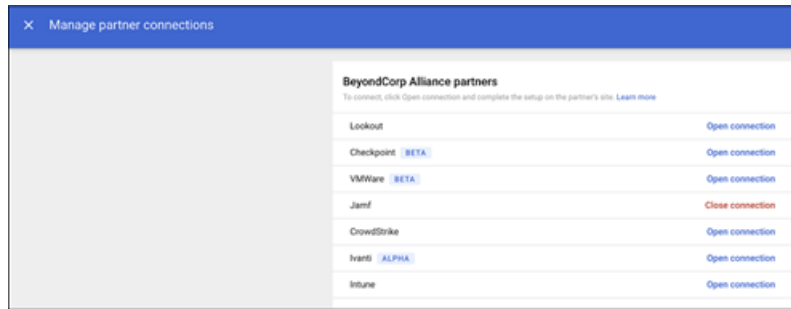 × Manage partner connections
BeyondCorp Alliance partners
To connect, click Open connection and complete the setup on the partner's site. Learn more
Lookout Open connection
Checkpoint BETA Open connection
VMWare BETA Open connection
Jamf Close connection
CrowdStrike Open connection
Ivanti ALPHA Open connection
Intune Open connection